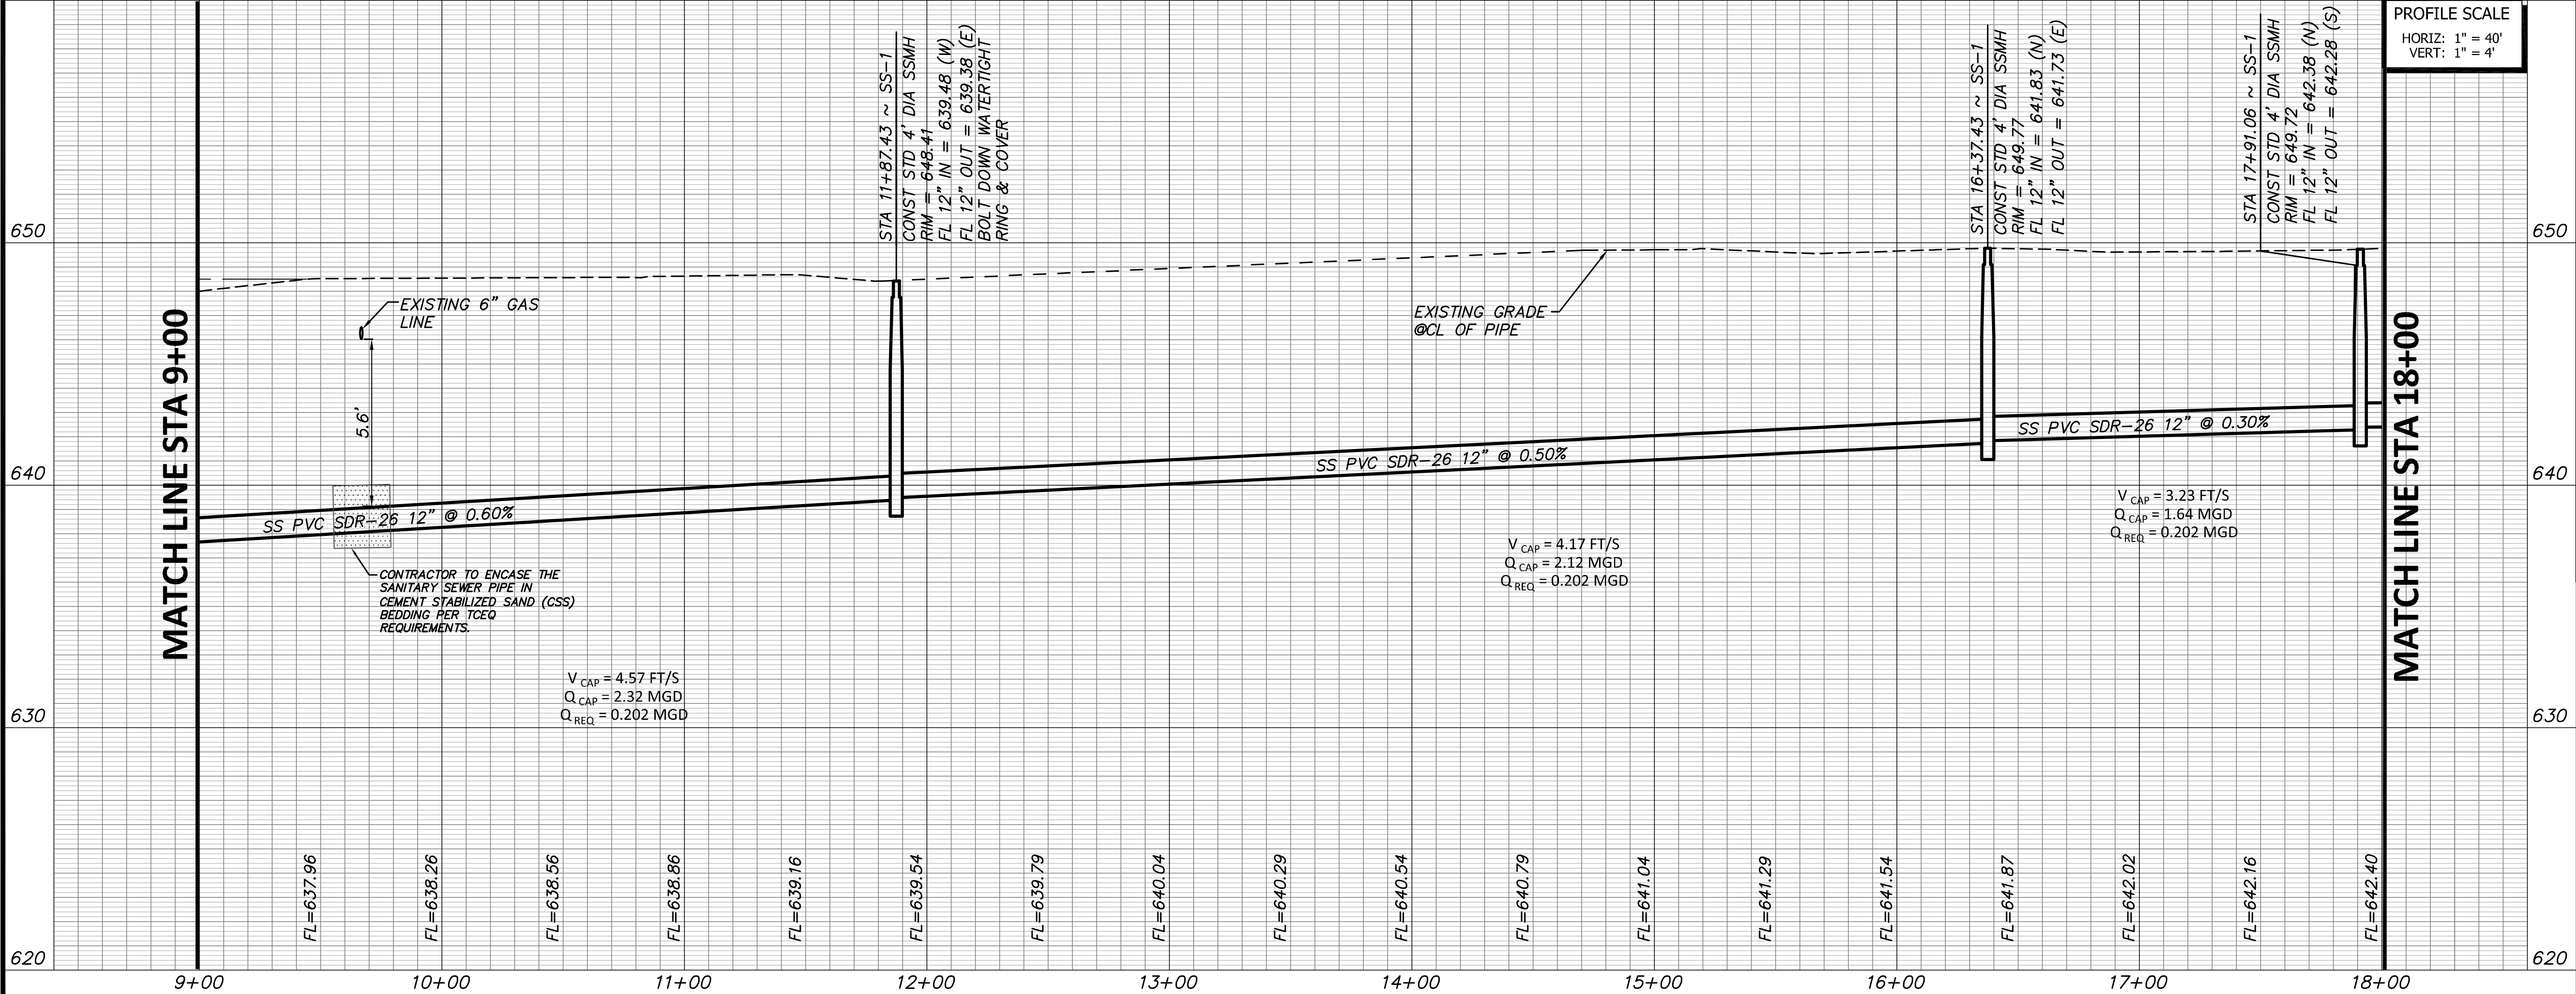 PROFILE SCALE
HORIZ: 1" = 40'
VERT: 1" = 4'
STA 11+87.43 ~ SS-1
CONST STD 4' DIA SSMH
RIM = 648.41
FL 12" IN = 639.48 (W)
FL 12" OUT = 639.38 (E)
BOLT DOWN WATERTIGHT
RING & COVER
STA 16+37.43 ~ SS-1
CONST STD 4' DIA SSMH
RIM = 649.77
FL 12" IN = 641.83 (N)
FL 12" OUT = 641.73 (E)
STA 17+91.06 ~ SS-1
CONST STD 4' DIA SSMH
RIM = 649.72
FL 12" IN = 642.38 (N)
FL 12" OUT = 642.28 (S)
650
650
640
640
630
630
620
620
MATCH LINE STA 9+00
MATCH LINE STA 18+00
EXISTING 6" GAS
LINE
5.6'
EXISTING GRADE
@CL OF PIPE
SS PVC SDR-26 12" @ 0.60%
SS PVC SDR-26 12" @ 0.50%
SS PVC SDR-26 12" @ 0.30%
CONTRACTOR TO ENCASE THE
SANITARY SEWER PIPE IN
CEMENT STABILIZED SAND (CSS)
BEDDING PER TCEQ
REQUIREMENTS.
V CAP = 4.57 FT/S
Q CAP = 2.32 MGD
Q REQ = 0.202 MGD
V CAP = 4.17 FT/S
Q CAP = 2.12 MGD
Q REQ = 0.202 MGD
V CAP = 3.23 FT/S
Q CAP = 1.64 MGD
Q REQ = 0.202 MGD
FL=637.96
FL=638.26
FL=638.56
FL=638.86
FL=639.16
FL=639.54
FL=639.79
FL=640.04
FL=640.29
FL=640.54
FL=640.79
FL=641.04
FL=641.29
FL=641.54
FL=641.87
FL=642.02
FL=642.16
FL=642.40
9+00
10+00
11+00
12+00
13+00
14+00
15+00
16+00
17+00
18+00